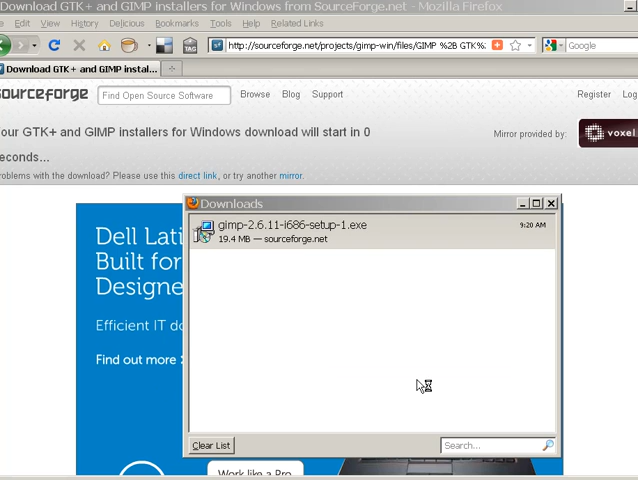 Download GTK+ and GIMP installers for Windows from SourceForge.net - Mozilla Firefox
Edit View History Delicious Bookmarks Tools Help Related Links
http://sourceforge.net/projects/gimp-win/files/GIMP %2B GTK%
Google
Download GTK+ and GIMP instal...
sourceforge
Find Open Source Software
Browse Blog Support
Register Log
our GTK+ and GIMP installers for Windows download will start in 0
seconds...
Mirror provided by:
voxel
roblems with the download? Please use this direct link, or try another mirror.
Downloads
gimp-2.6.11-i686-setup-1.exe
9:20 AM
19.4 MB — sourceforge.net
Dell Lati
Built for
Designe
Efficient IT d
Find out more
Clear List
Search...
Work like a Pro